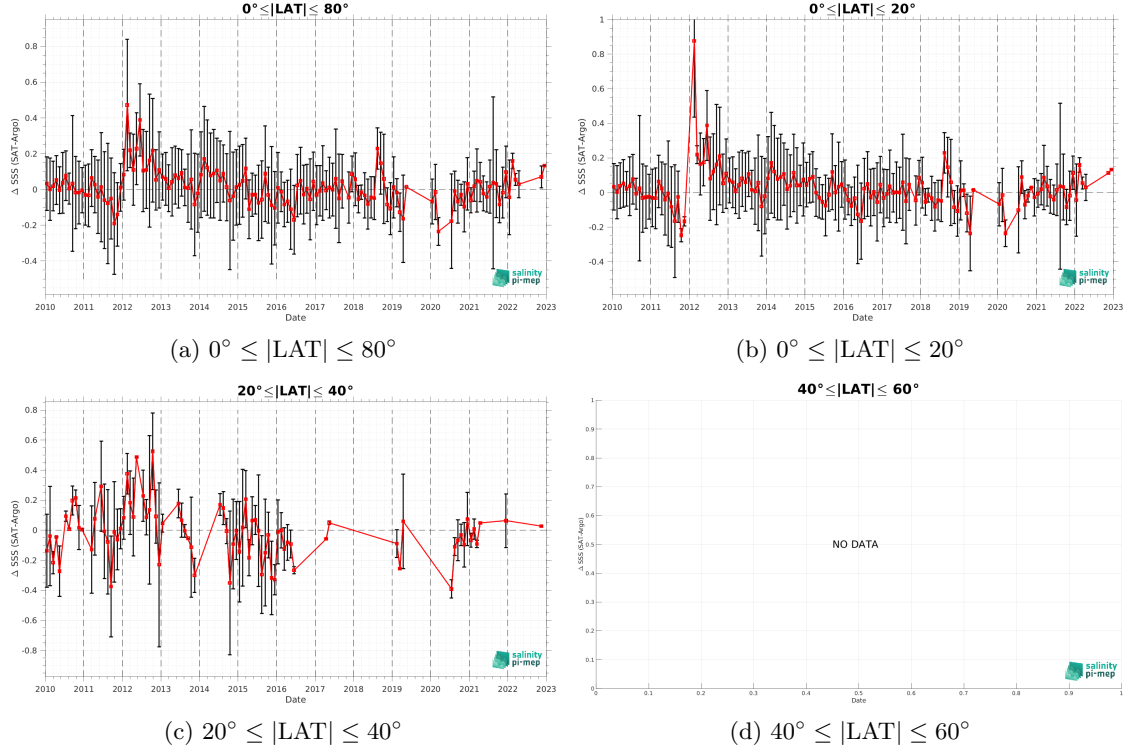 0°≤|LAT|≤ 80°
Δ SSS (SAT-Argo)
0.8
0.6
0.4
0.2
0
-0.2
-0.4
2010 2011 2012 2013 2014 2015 2016 2017 2018 2019 2020 2021 2022 2023
Date
salinity
pi-mep
(a) 0° ≤ |LAT| ≤ 80°
0°≤|LAT|≤ 20°
Δ SSS (SAT-Argo)
1
0.8
0.6
0.4
0.2
0
-0.2
-0.4
2010 2011 2012 2013 2014 2015 2016 2017 2018 2019 2020 2021 2022 2023
Date
salinity
pi-mep
(b) 0° ≤ |LAT| ≤ 20°
20°≤|LAT|≤ 40°
Δ SSS (SAT-Argo)
0.8
0.6
0.4
0.2
0
-0.2
-0.4
-0.6
-0.8
2010 2011 2012 2013 2014 2015 2016 2017 2018 2019 2020 2021 2022 2023
Date
salinity
pi-mep
(c) 20° ≤ |LAT| ≤ 40°
40°≤|LAT|≤ 60°
Δ SSS (SAT-Argo)
1
0.9
0.8
0.7
0.6
0.5
0.4
0.3
0.2
0.1
0
NO DATA
0 0.1 0.2 0.3 0.4 0.5 0.6 0.7 0.8 0.9 1
Date
salinity
pi-mep
(d) 40° ≤ |LAT| ≤ 60°